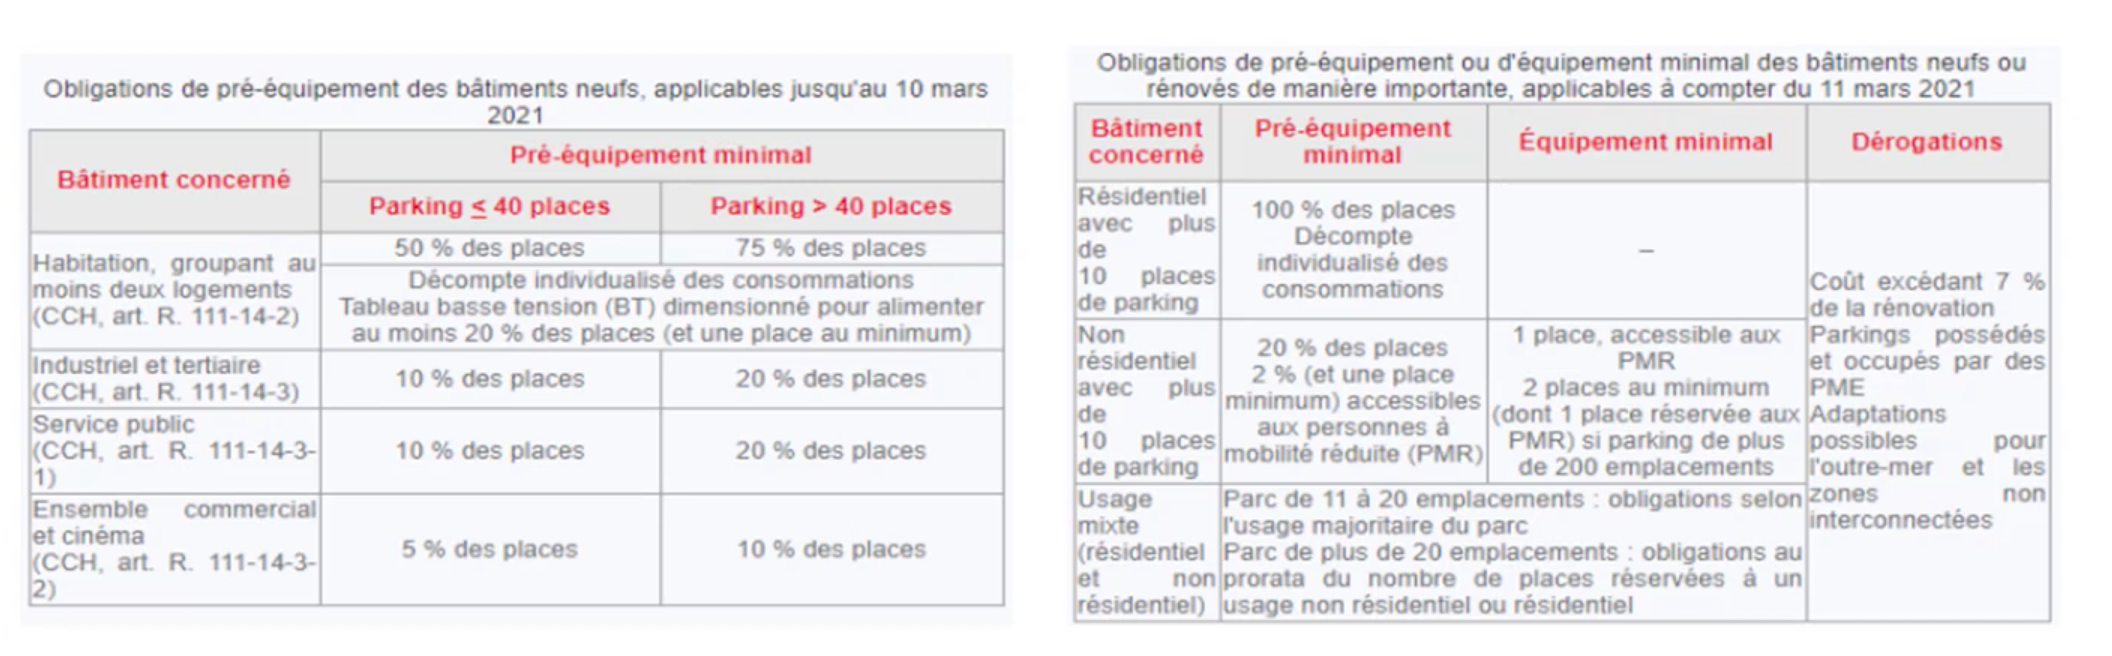 Obligations de pré-équipement des bâtiments neufs, applicables jusqu'au 10 mars
2021
Bâtiment concerné
Pré-équipement minimal
Parking ≤ 40 places
Parking > 40 places
Habitation, groupant au
moins deux logements
(CCH, art. R. 111-14-2)
50 % des places
75 % des places
Décompte individualisé des consommations
Tableau basse tension (BT) dimensionné pour alimenter
au moins 20 % des places (et une place au minimum)
Industriel et tertiaire
(CCH, art. R. 111-14-3)
10 % des places
20 % des places
Service public
(CCH, art. R. 111-14-3-
1)
10 % des places
20 % des places
Ensemble commercial
et cinéma
(CCH, art. R. 111-14-3-
2)
5 % des places
10 % des places
Obligations de pré-équipement ou d'équipement minimal des bâtiments neufs ou
rénovés de manière importante, applicables à compter du 11 mars 2021
Bâtiment
concerné
Pré-équipement
minimal
Équipement minimal
Dérogations
Résidentiel
avec plus
de
10 places
de parking
100 % des places
Décompte
individualisé des
consommations
–
Non
résidentiel
avec plus
de
10 places
de parking
20 % des places
2 % (et une place
minimum) accessibles
aux personnes à
mobilité réduite (PMR)
1 place, accessible aux
PMR
2 places au minimum
(dont 1 place réservée aux
PMR) si parking de plus
de 200 emplacements
Usage
mixte
(résidentiel
et non
résidentiel)
Parc de 11 à 20 emplacements : obligations selon
l'usage majoritaire du parc
Parc de plus de 20 emplacements : obligations au
prorata du nombre de places réservées à un
usage non résidentiel ou résidentiel
Coût excédant 7 %
de la rénovation
Parkings possédés
et occupés par des
PME
Adaptations
possibles pour
l'outre-mer et les
zones non
interconnectées